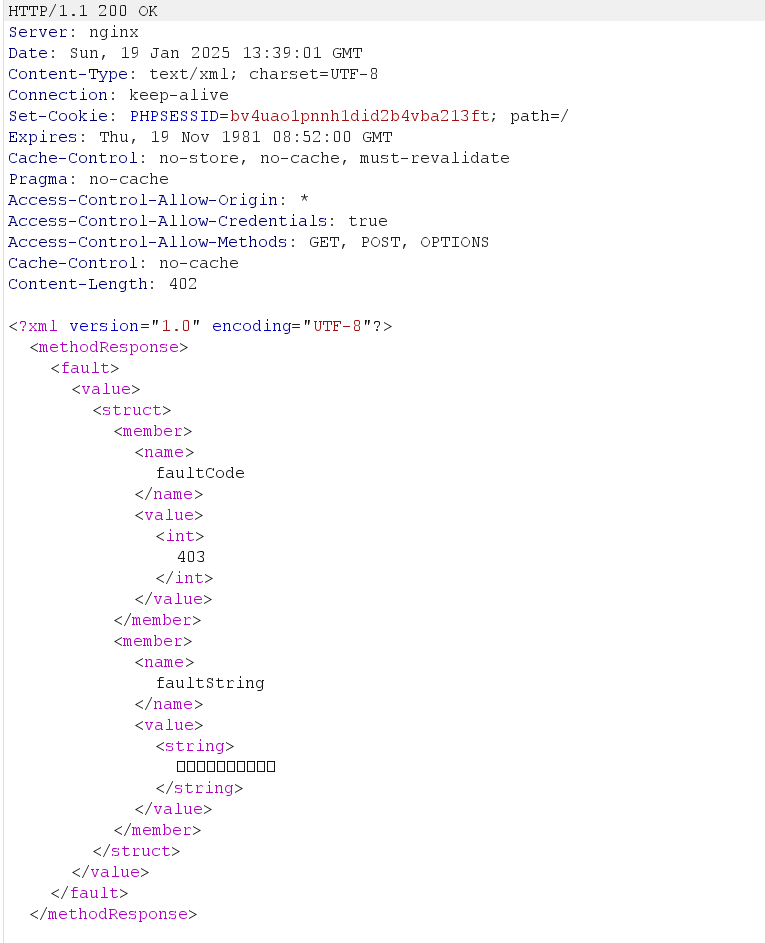 HTTP/1.1 200 OK
Server: nginx
Date: Sun, 19 Jan 2025 13:39:01 GMT
Content-Type: text/xml; charset=UTF-8
Connection: keep-alive
Set-Cookie: PHPSESSID=bv4uao1pnnh1did2b4vba213ft; path=/
Expires: Thu, 19 Nov 1981 08:52:00 GMT
Cache-Control: no-store, no-cache, must-revalidate
Pragma: no-cache
Access-Control-Allow-Origin: *
Access-Control-Allow-Credentials: true
Access-Control-Allow-Methods: GET, POST, OPTIONS
Cache-Control: no-cache
Content-Length: 402
<?xml version="1.0" encoding="UTF-8"?>
<methodResponse>
<fault>
<value>
<struct>
<member>
<name>
faultCode
</name>
<value>
<int>
403
</int>
</value>
</member>
<member>
<name>
faultString
</name>
<value>
<string>
</string>
</value>
</member>
</struct>
</value>
</fault>
</methodResponse>